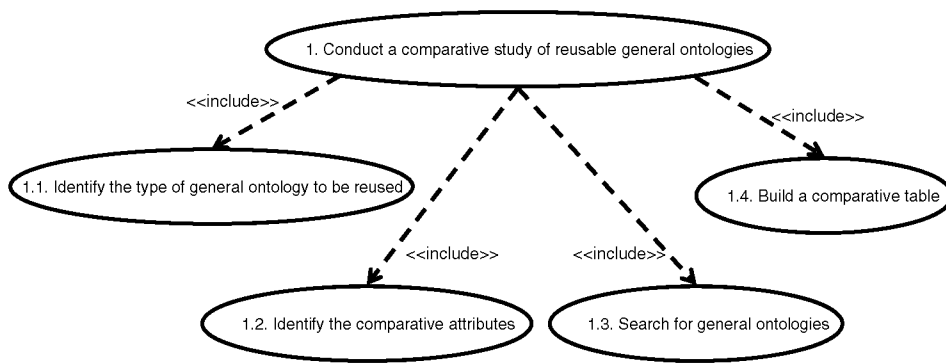 1. Conduct a comparative study of reusable general ontologies
<<include>>
<<include>>
1.1. Identify the type of general ontology to be reused
1.4. Build a comparative table
<<include>>
<<include>>
1.2. Identify the comparative attributes
1.3. Search for general ontologies